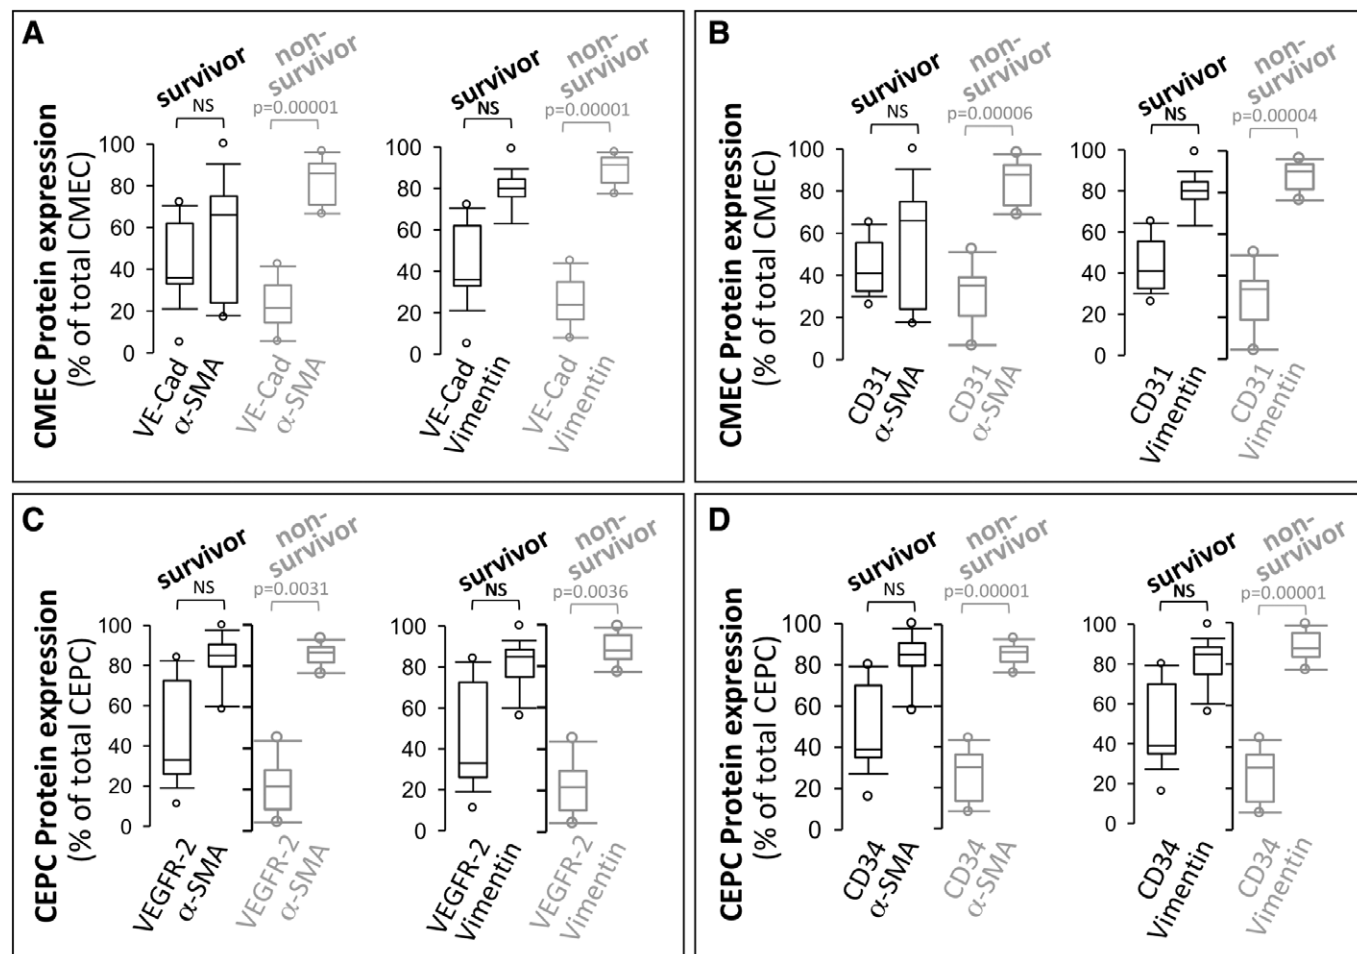 A
CMEC Protein expression
(% of total CMEC)
survivor
non-
survivor
NS
p=0.00001
100
80
60
40
20
0
VE-Cad
α-SMA
VE-Cad
α-SMA
survivor
non-
survivor
NS
p=0.00001
100
80
60
40
20
0
VE-Cad
Vimentin
VE-Cad
Vimentin
B
CMEC Protein expression
(% of total CMEC)
survivor
non-
survivor
NS
p=0.00006
100
80
60
40
20
0
CD31
α-SMA
CD31
α-SMA
survivor
non-
survivor
NS
p=0.00004
100
80
60
40
20
0
CD31
Vimentin
CD31
Vimentin
C
CEPC Protein expression
(% of total CEPC)
survivor
non-
survivor
NS
p=0.0031
100
80
60
40
20
0
VEGFR-2
α-SMA
VEGFR-2
α-SMA
survivor
non-
survivor
NS
p=0.0036
100
80
60
40
20
0
VEGFR-2
Vimentin
VEGFR-2
Vimentin
D
CEPC Protein expression
(% of total CEPC)
survivor
non-
survivor
NS
p=0.00001
100
80
60
40
20
0
CD34
α-SMA
CD34
α-SMA
survivor
non-
survivor
NS
p=0.00001
100
80
60
40
20
0
CD34
Vimentin
CD34
Vimentin